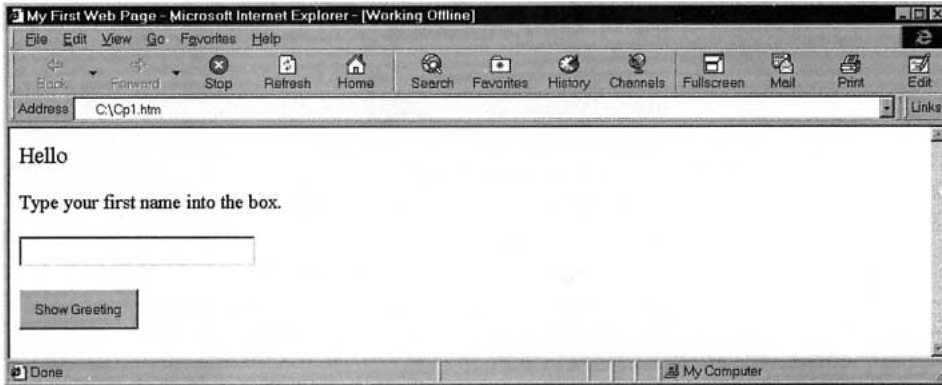 My First Web Page - Microsoft Internet Explorer - [Working Offline]
File Edit View Go Favorites Help
Back Forward Stop Refresh Home Search Favorites History Channels Fullscreen Mail Print Edit
Address C:\Cp1.htm Links
Hello
Type your first name into the box.
Show Greeting
Done My Computer